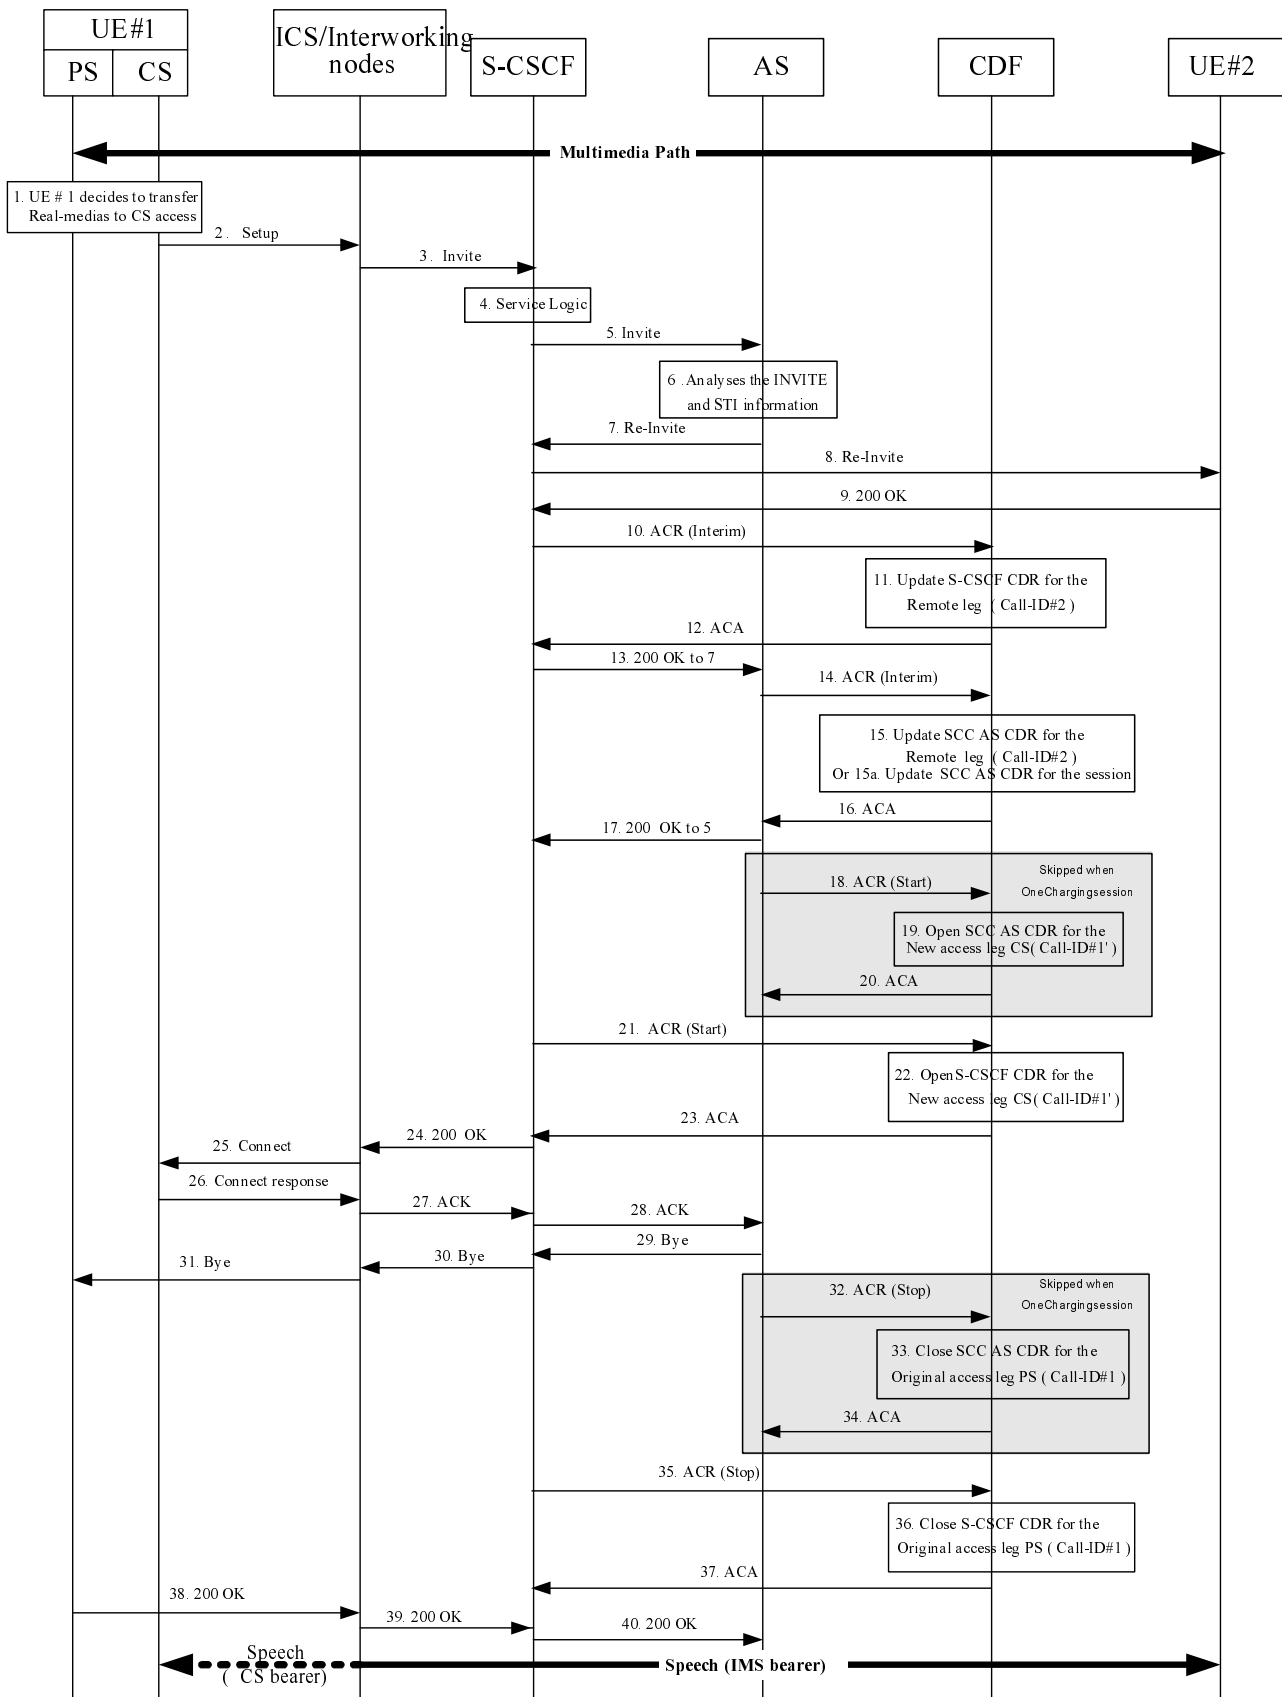 UE#1
PS
CS
ICS/Interworking
nodes
S-CSCF
AS
CDF
UE#2
Multimedia Path
1. UE # 1 decides to transfer
Real-medias to CS access
2 . Setup
3 . Invite
4. Service Logic
5. Invite
6 .Analyses the INVITE
and STI information
7. Re-Invite
8. Re-Invite
9. 200 OK
10. ACR (Interim)
11. Update S-CSCF CDR for the
Remote leg ( Call-ID#2 )
12. ACA
13. 200 OK to 7
14. ACR (Interim)
15. Update SCC AS CDR for the
Remote leg ( Call-ID#2 )
Or 15a. Update SCC AS CDR for the session
16. ACA
17. 200 OK to 5
Skipped when
OneChargingsession
18. ACR (Start)
19. Open SCC AS CDR for the
New access leg CS( Call-ID#1' )
20. ACA
21. ACR (Start)
22. OpenS-CSCF CDR for the
New access leg CS( Call-ID#1' )
23. ACA
24. 200 OK
25. Connect
26. Connect response
27. ACK
28. ACK
29. Bye
30. Bye
31. Bye
Skipped when
OneChargingsession
32. ACR (Stop)
33. Close SCC AS CDR for the
Original access leg PS ( Call-ID#1 )
34. ACA
35. ACR (Stop)
36. Close S-CSCF CDR for the
Original access leg PS ( Call-ID#1 )
37. ACA
38. 200 OK
39. 200 OK
40. 200 OK
Speech
( CS bearer)
Speech (IMS bearer)